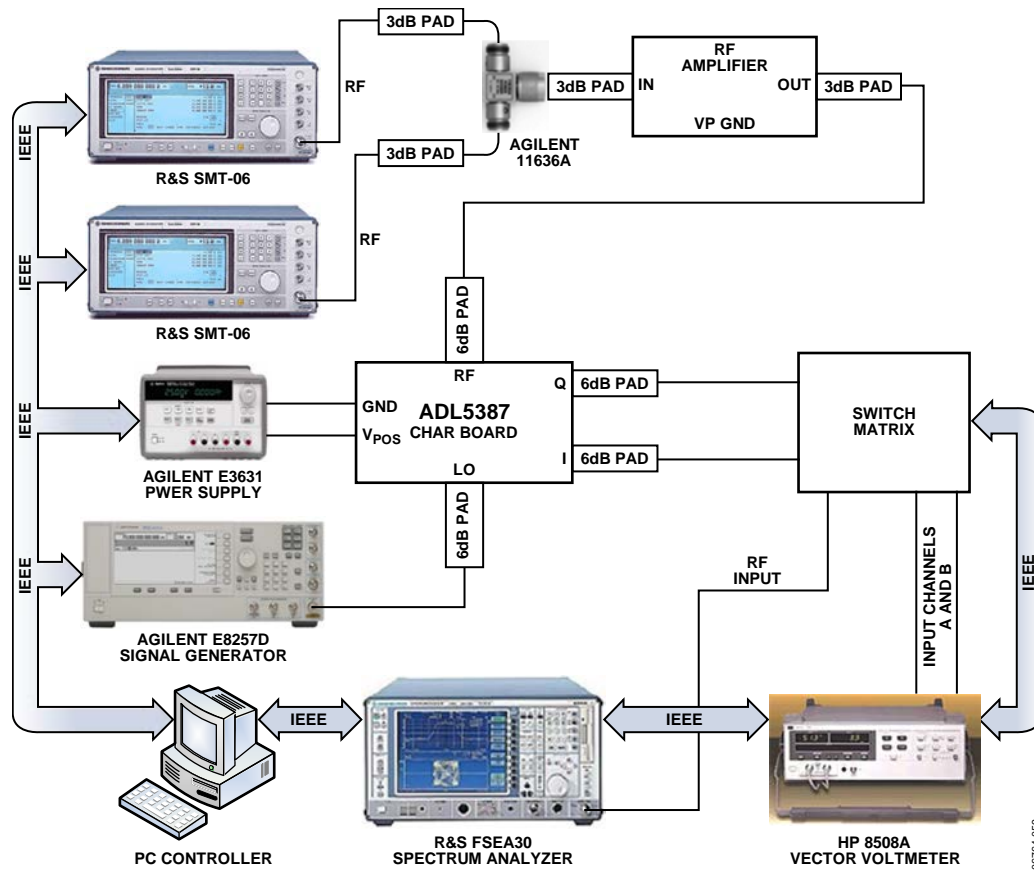 3dB PAD
RF
AMPLIFIER
3dB PAD
IN
OUT
3dB PAD
RF
VP GND
AGILENT
11636A
3dB PAD
IEEE
R&S SMT-06
RF
IEEE
R&S SMT-06
6dB PAD
RF
Q
6dB PAD
GND
ADL5387
CHAR BOARD
SWITCH
MATRIX
VPOS
I
6dB PAD
LO
IEEE
AGILENT E3631
PWER SUPPLY
6dB PAD
RF
INPUT
INPUT CHANNELS
A AND B
IEEE
IEEE
AGILENT E8257D
SIGNAL GENERATOR
IEEE
IEEE
PC CONTROLLER
R&S FSEA30
SPECTRUM ANALYZER
HP 8508A
VECTOR VOLTMETER